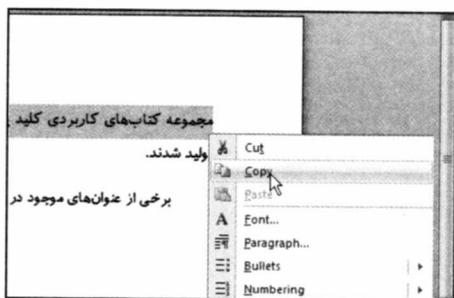 مجموعه کتاب‌های کاربردی کلید
ولید شدند.
برخی از عنوان‌های موجود در
Cut
Copy
Paste
Font...
Paragraph...
Bullets
Numbering